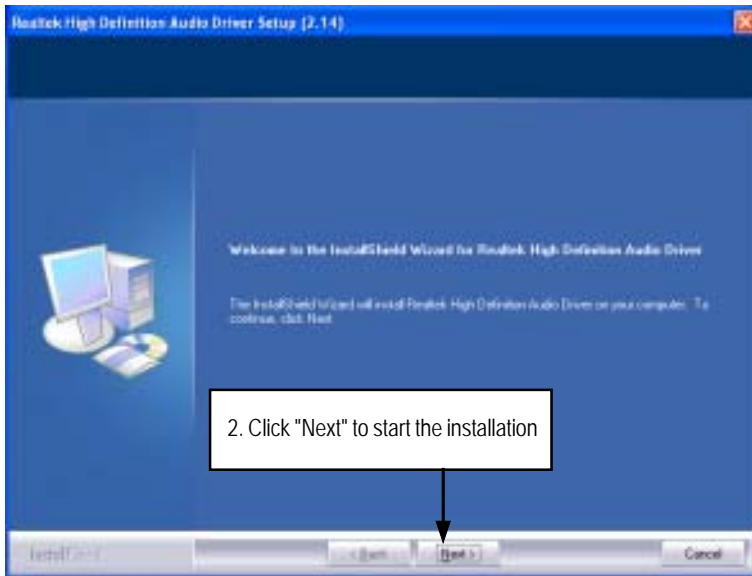 Realtek High Definition Audio Driver Setup (2.14)
Welcome to the InstallShield Wizard for Realtek High Definition Audio Driver
The InstallShield Wizard will install Realtek High Definition Audio Driver on your computer. To
continue, click Next
2. Click "Next" to start the installation
InstallShield
< Back
Next >
Cancel